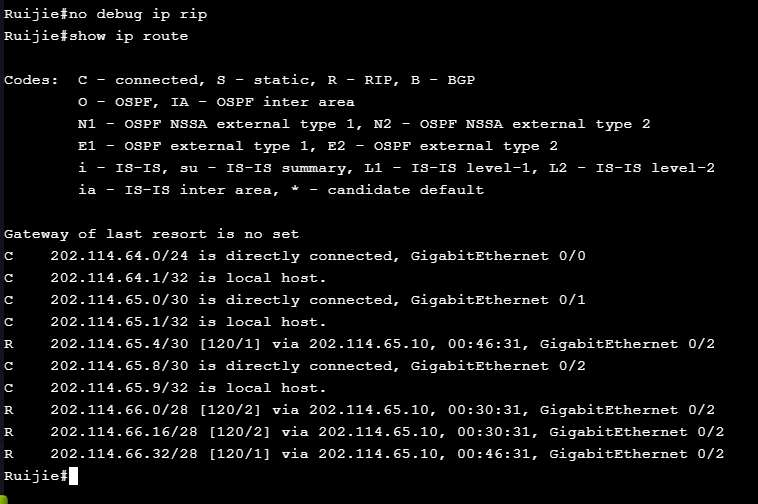 Ruijie#no debug ip rip
Ruijie#show ip route
Codes:  C - connected, S - static, R - RIP, B - BGP
        O - OSPF, IA - OSPF inter area
        N1 - OSPF NSSA external type 1, N2 - OSPF NSSA external type 2
        E1 - OSPF external type 1, E2 - OSPF external type 2
        i - IS-IS, su - IS-IS summary, L1 - IS-IS level-1, L2 - IS-IS level-2
        ia - IS-IS inter area, * - candidate default
Gateway of last resort is no set
C    202.114.64.0/24 is directly connected, GigabitEthernet 0/0
C    202.114.64.1/32 is local host.
C    202.114.65.0/30 is directly connected, GigabitEthernet 0/1
C    202.114.65.1/32 is local host.
R    202.114.65.4/30 [120/1] via 202.114.65.10, 00:46:31, GigabitEthernet 0/2
C    202.114.65.8/30 is directly connected, GigabitEthernet 0/2
C    202.114.65.9/32 is local host.
R    202.114.66.0/28 [120/2] via 202.114.65.10, 00:30:31, GigabitEthernet 0/2
R    202.114.66.16/28 [120/2] via 202.114.65.10, 00:30:31, GigabitEthernet 0/2
R    202.114.66.32/28 [120/1] via 202.114.65.10, 00:46:31, GigabitEthernet 0/2
Ruijie#